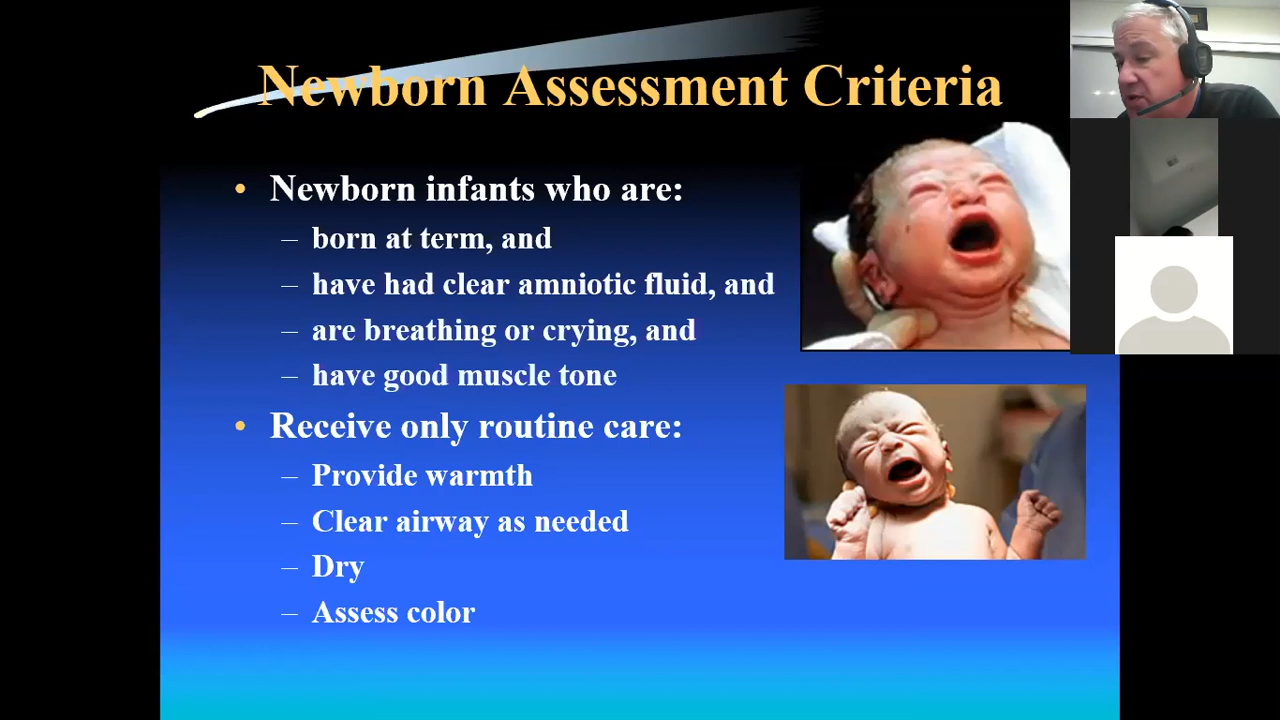 Newborn Assessment Criteria
• Newborn infants who are:
– born at term, and
– have had clear amniotic fluid, and
– are breathing or crying, and
– have good muscle tone
• Receive only routine care:
– Provide warmth
– Clear airway as needed
– Dry
– Assess color